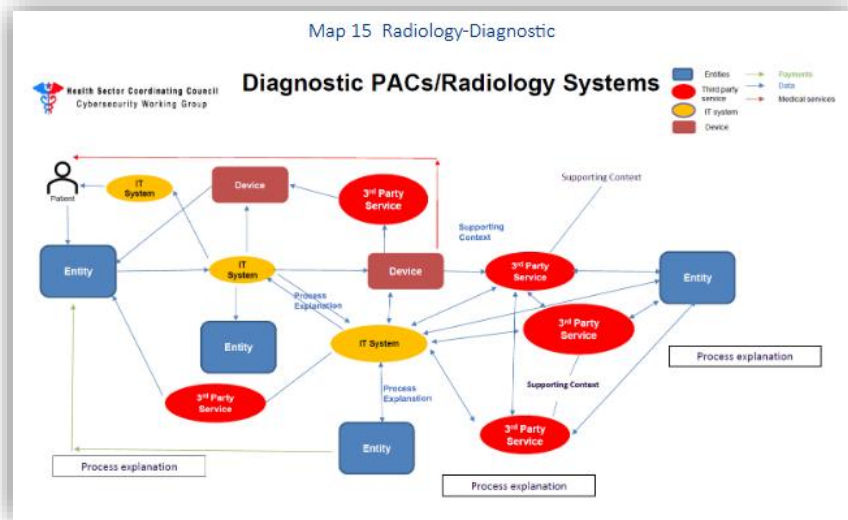 Map 15 Radiology-Diagnostic
Health Sector Coordinating Council
Cybersecurity Working Group
Diagnostic PACs/Radiology Systems
Entities
Third party
service
IT system
Device
Payments
Data
Medical services
Patient
IT
System
Device
3rd Party
Service
Supporting Context
Supporting
Context
Entity
IT
System
Device
3rd Party
Service
Entity
Process
Explanation
3rd Party
Service
Entity
IT System
Process explanation
Process
Explanation
Supporting Context
3rd Party
Service
3rd Party
Service
Entity
Process explanation
Process explanation